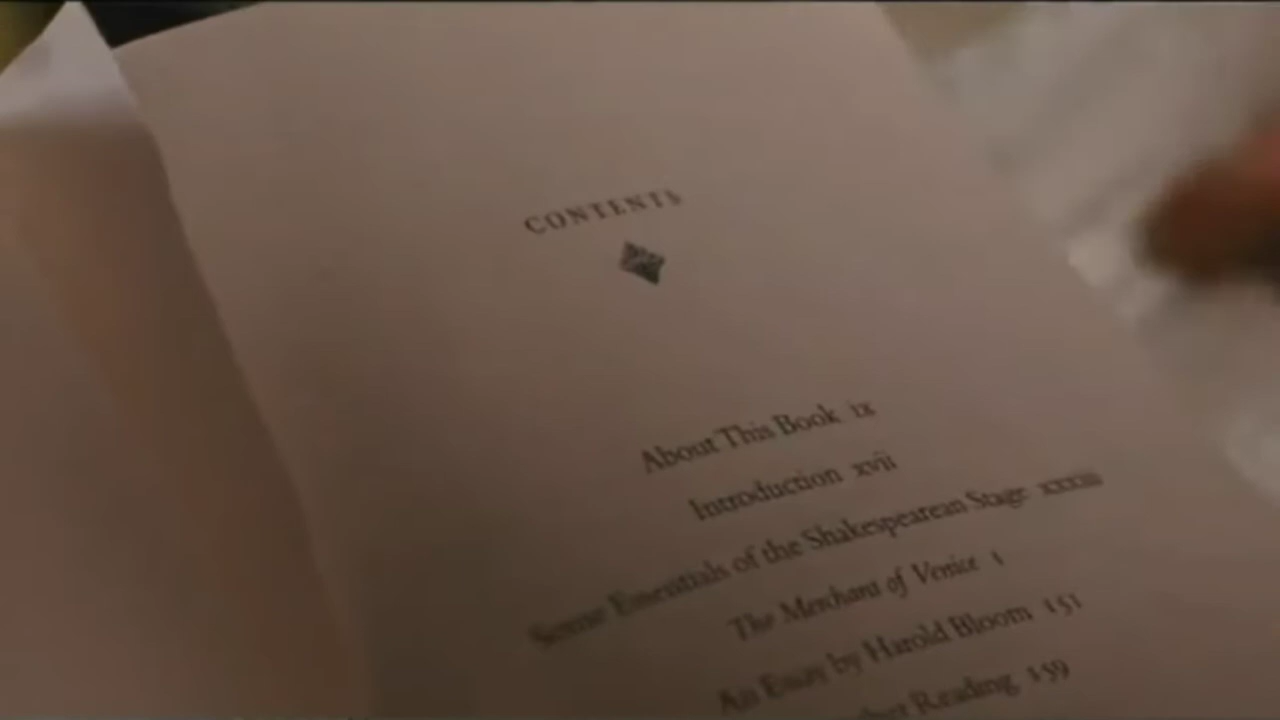 CONTENTS
About This Book ix
Introduction xvii
Some Essentials of the Shakespearean Stage xxxiii
The Merchant of Venice 1
An Essay by Harold Bloom 151
Reading 159